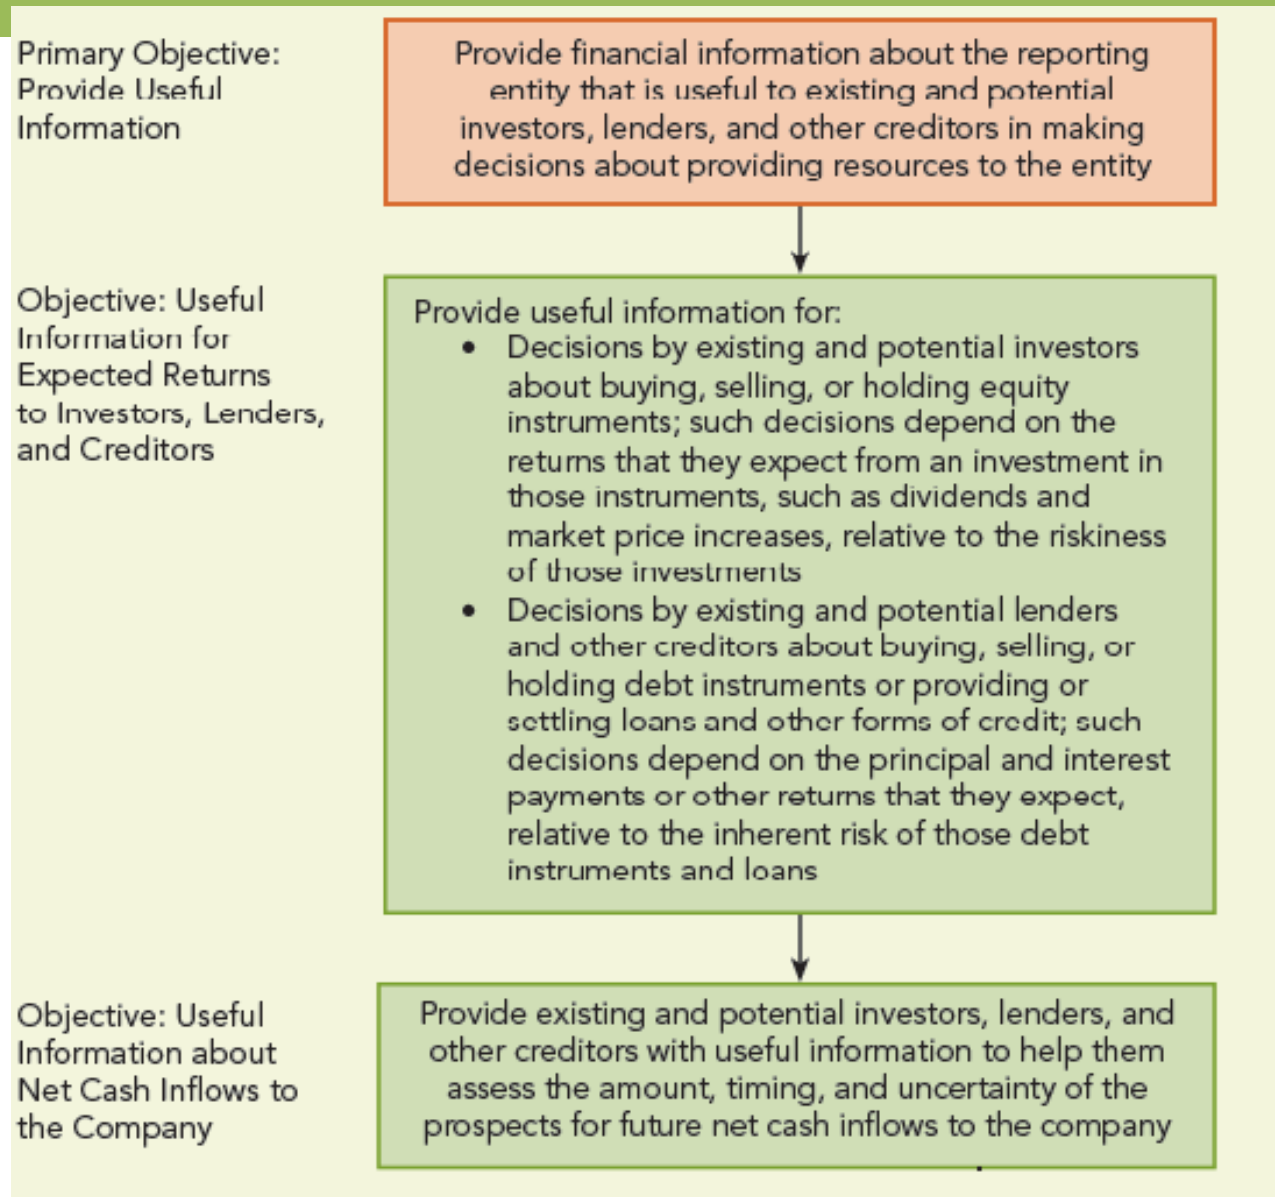 Primary Objective:
Provide Useful
Information
Provide financial information about the reporting
entity that is useful to existing and potential
investors, lenders, and other creditors in making
decisions about providing resources to the entity
Objective: Useful
Information for
Expected Returns
to Investors, Lenders,
and Creditors
Provide useful information for:
• Decisions by existing and potential investors
about buying, selling, or holding equity
instruments; such decisions depend on the
returns that they expect from an investment in
those instruments, such as dividends and
market price increases, relative to the riskiness
of those investments
• Decisions by existing and potential lenders
and other creditors about buying, selling, or
holding debt instruments or providing or
settling loans and other forms of credit; such
decisions depend on the principal and interest
payments or other returns that they expect,
relative to the inherent risk of those debt
instruments and loans
Objective: Useful
Information about
Net Cash Inflows to
the Company
Provide existing and potential investors, lenders, and
other creditors with useful information to help them
assess the amount, timing, and uncertainty of the
prospects for future net cash inflows to the company